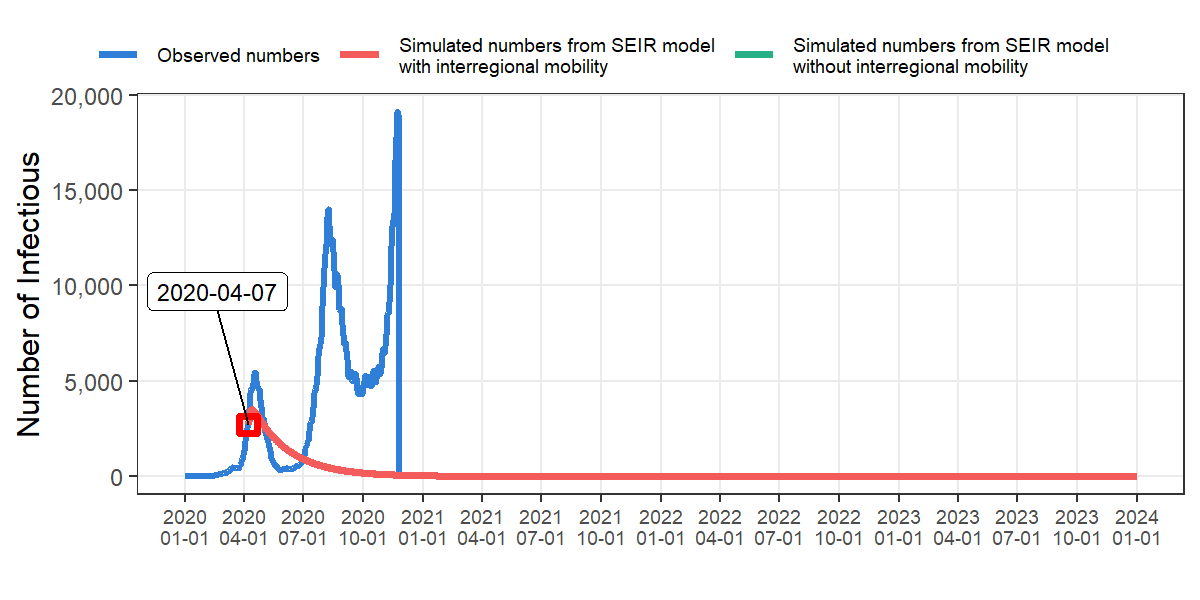 Observed numbers
Simulated numbers from SEIR model
with interregional mobility
Simulated numbers from SEIR model
without interregional mobility
Number of Infectious
20,000
15,000
10,000
5,000
0
2020-04-07
2020 2020 2020 2020 2021 2021 2021 2021 2022 2022 2022 2022 2023 2023 2023 2023 2024
01-01 04-01 07-01 10-01 01-01 04-01 07-01 10-01 01-01 04-01 07-01 10-01 01-01 04-01 07-01 10-01 01-01